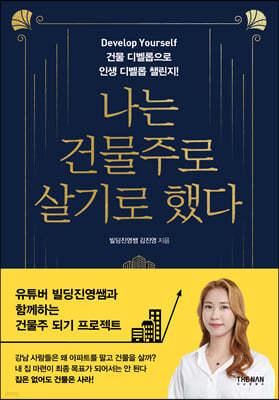 Develop Yourself
건물 디벨롭으로
인생 디벨롭 챌린지!
나는
건물주로
살기로 했다
빌딩진영쌤 김진영 지음
유튜버 빌딩진영쌤과
함께하는
건물주 되기 프로젝트
강남 사람들은 왜 아파트를 팔고 건물을 살까?
내 집 마련이 최종 목표가 되어서는 안 된다
집은 없어도 건물은 사라!
THENAN